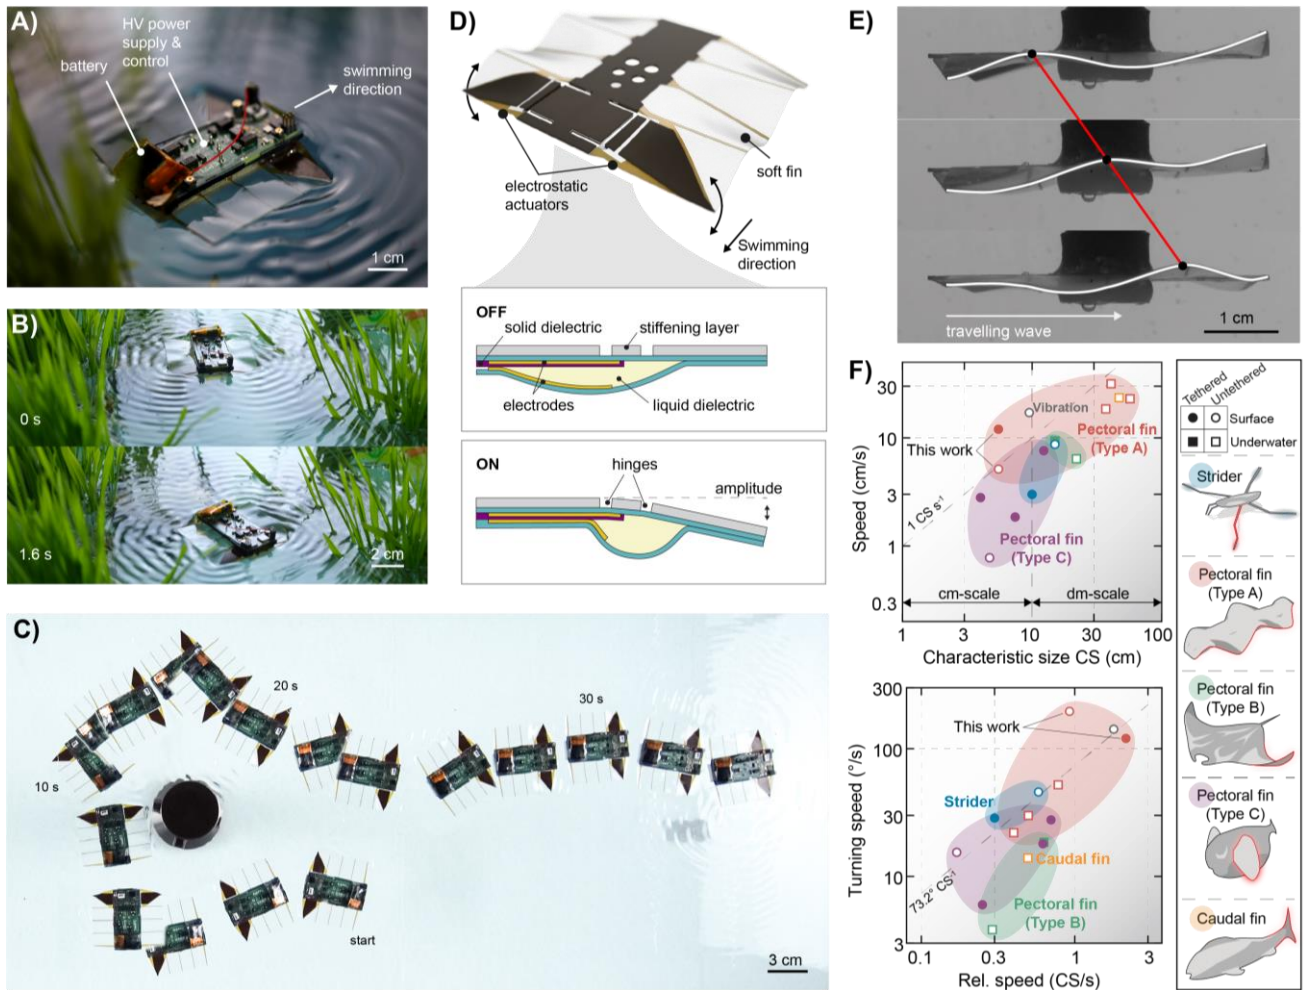 A)
HV power
supply &
control
battery
swimming
direction
1 cm
B)
0 s
1.6 s
2 cm
C)
10 s
20 s
30 s
start
3 cm
D)
electrostatic
actuators
soft fin
Swimming
direction
OFF
solid dielectric
stiffening layer
electrodes
liquid dielectric
ON
hinges
amplitude
E)
travelling wave
1 cm
F)
Speed (cm/s)
30
10
3
1
0.3
Vibration
Pectoral fin
(Type A)
This work
1 CS s⁻¹
Pectoral fin
(Type C)
cm-scale
dm-scale
1
3
10
30
100
Characteristic size CS (cm)
Turning speed (°/s)
300
100
30
10
3
This work
Strider
Caudal fin
73.2° CS⁻¹
Pectoral fin
(Type B)
0.1
0.3
1
3
Rel. speed (CS/s)
Tethered
Untethered
Surface
Underwater
Strider
Pectoral fin
(Type A)
Pectoral fin
(Type B)
Pectoral fin
(Type C)
Caudal fin